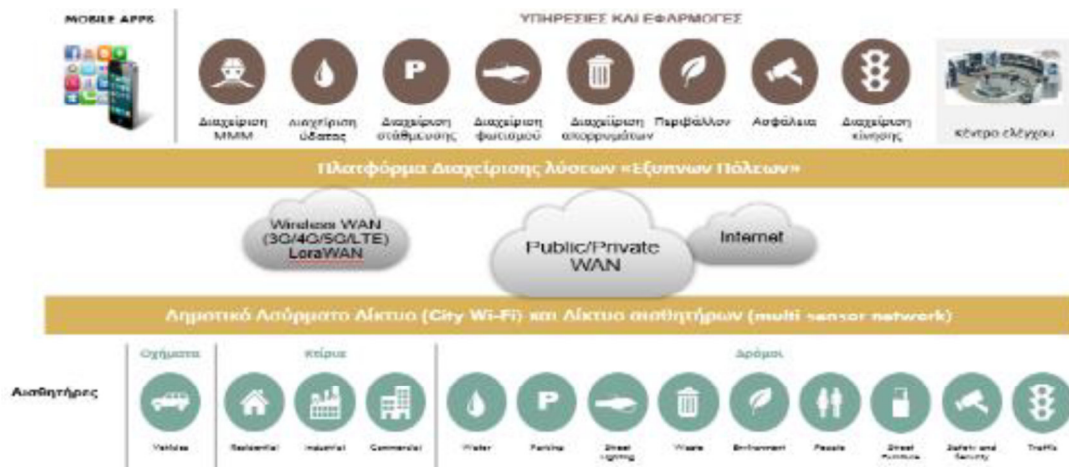 MOBILE APPS
ΥΠΗΡΕΣΙΕΣ ΚΑΙ ΕΦΑΡΜΟΓΕΣ
Διαχείριση
ΜΜΜ
Διαχείριση
ύδατος
Διαχείριση
στάθμευσης
Διαχείριση
φωτισμού
Διαχείριση
απορριμάτων
Περιβάλλον
Ασφάλεια
Διαχείριση
κίνησης
Κέντρο ελέγχου
Πλατφόρμα Διαχείρισης λύσεων «Εξυπνων Πόλεων»
Wireless WAN
(3G/4G/5G/LTE)
LoraWAN
Public/Private
WAN
Internet
Δημοτικό Ασύρματο Δίκτυο (City Wi-Fi) και Δίκτυο αισθητήρων (multi sensor network)
Οχήματα
Κτίρια
Δρόμοι
Αισθητήρες
Vehicles
Residential
Industrial
Commercial
Water
Parking
Street
Lighting
Waste
Environment
People
Street
Furniture
Safety and
Security
Traffic